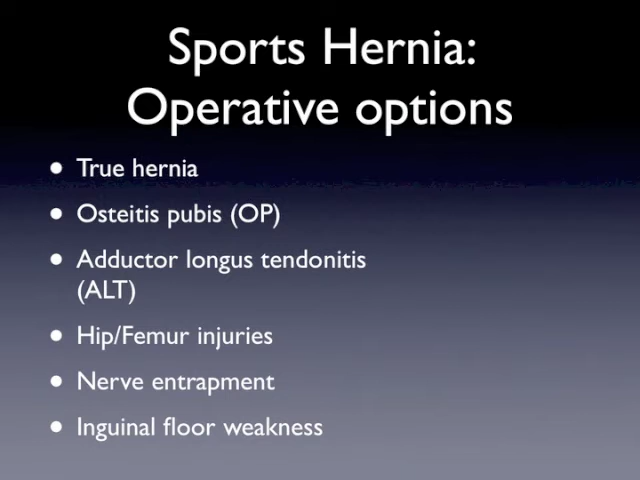 Sports Hernia:
Operative options
• True hernia
• Osteitis pubis (OP)
• Adductor longus tendonitis
(ALT)
• Hip/Femur injuries
• Nerve entrapment
• Inguinal floor weakness